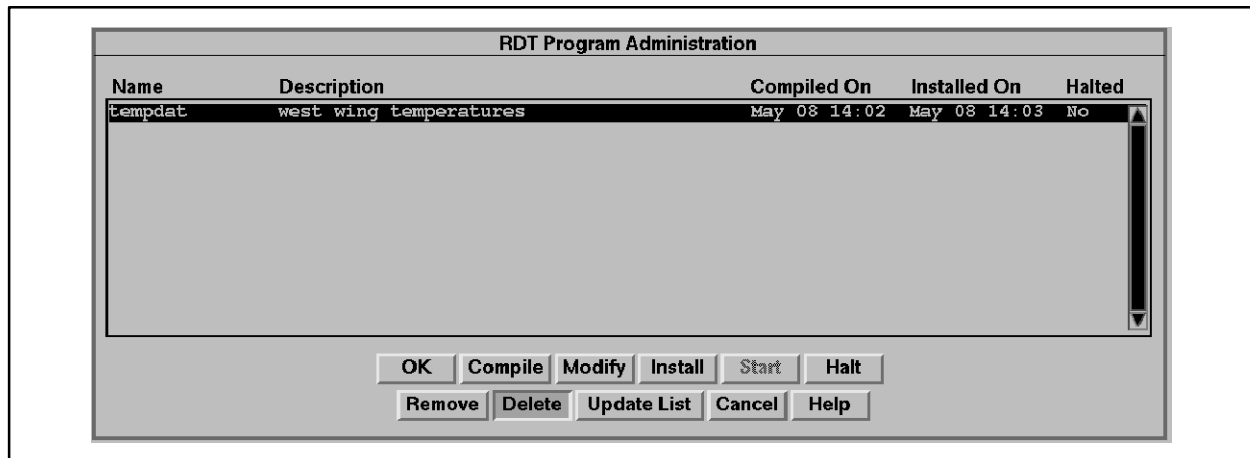 RDT Program Administration
Name Description Compiled On Installed On Halted
tempdat west wing temperatures May 08 14:02 May 08 14:03 No
OK Compile Modify Install Start Halt
Remove Delete Update List Cancel Help